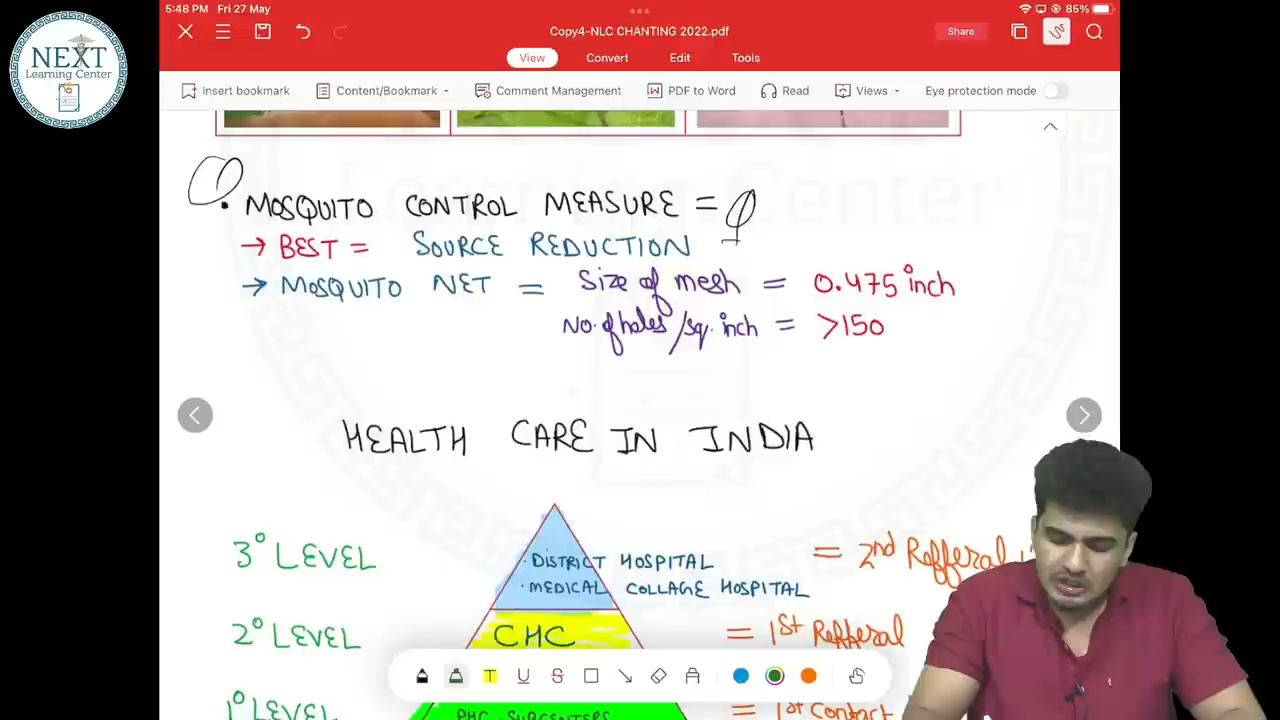 5:48 PM Fri 27 May
85%
NEXT
Learning Center
Copy4-NLC CHANTING 2022.pdf
Share
View Convert Edit Tools
Insert bookmark Content/Bookmark Comment Management PDF to Word Read Views Eye protection mode
Learning Center
• MOSQUITO CONTROL MEASURE =
→ BEST = SOURCE REDUCTION
→ MOSQUITO NET = Size of mesh = 0.475 inch
No. of holes/sq. inch = >150
HEALTH CARE IN INDIA
3° LEVEL · DISTRICT HOSPITAL = 2nd Refferal
· MEDICAL COLLAGE HOSPITAL
2° LEVEL CHC = 1st Refferal
1° LEVEL PHC, SUBCENTERS = 1st Contact